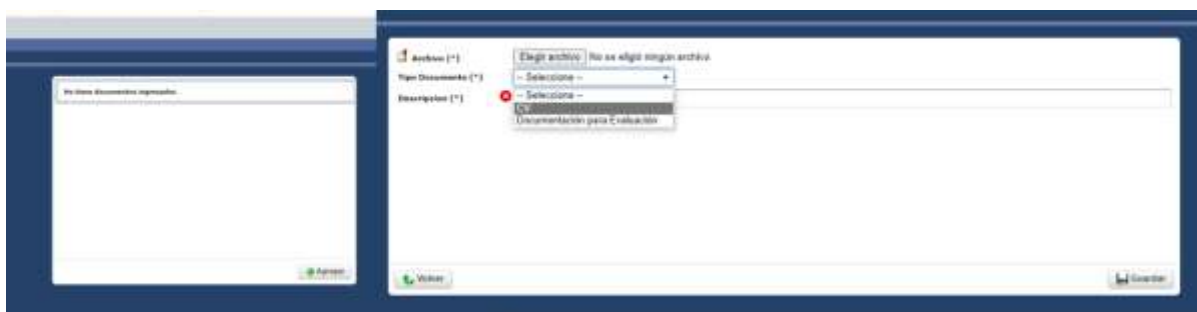 No tiene documentos ingresados.
Agregar
Archivo (*)
Elegir archivo No se eligió ningún archivo
Tipo Documento (*)
-- Seleccione --
Descripcion (*)
-- Seleccione --
CV
Documentación para Evaluación
Volver
Guardar